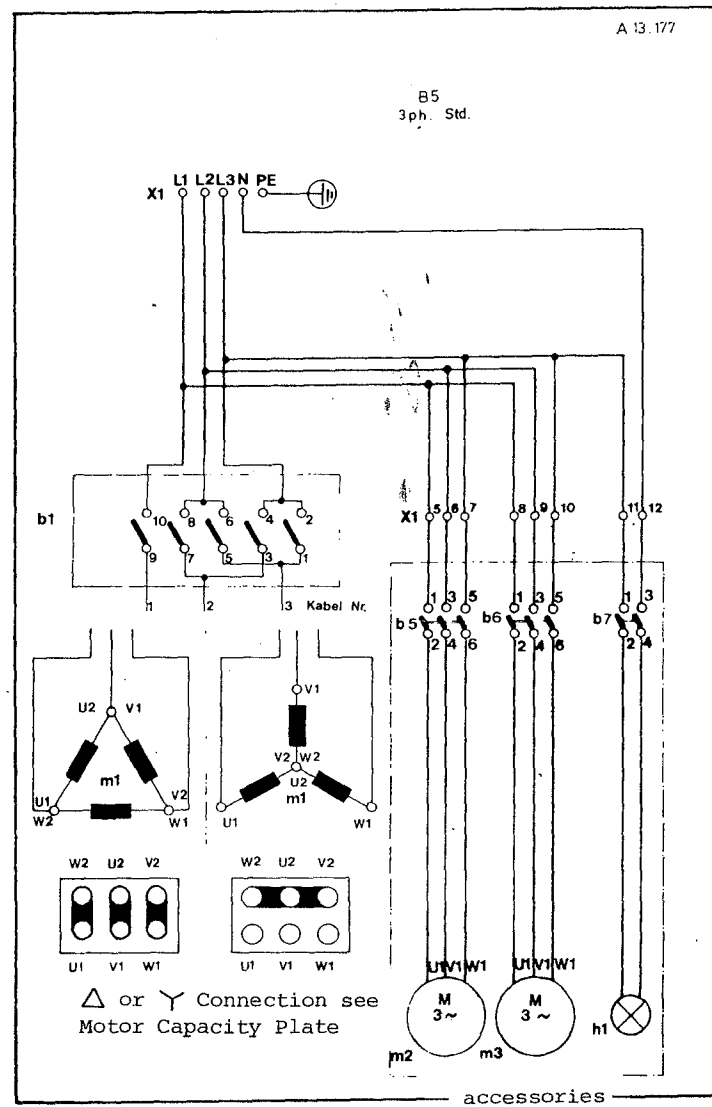 A 13.177
B5
3ph. Std.
X1 L1 L2 L3 N PE
b1
10 8 6 4 2
9 7 5 3 1
1 2 3 Kabel Nr.
X1 5 6 7 8 9 10 11 12
b5 1 3 5 b6 1 3 5 b7 1 3
2 4 6 2 4 6 2 4
U2 V1
m1
U1 V2
W2 W1
V1
V2 W2
U2
m1
U1 W1
W2 U2 V2
U1 V1 W1
W2 U2 V2
U1 V1 W1
△ or Y Connection see
Motor Capacity Plate
U1 V1 W1
M
3~
m2
U1 V1 W1
M
3~
m3
h1
accessories